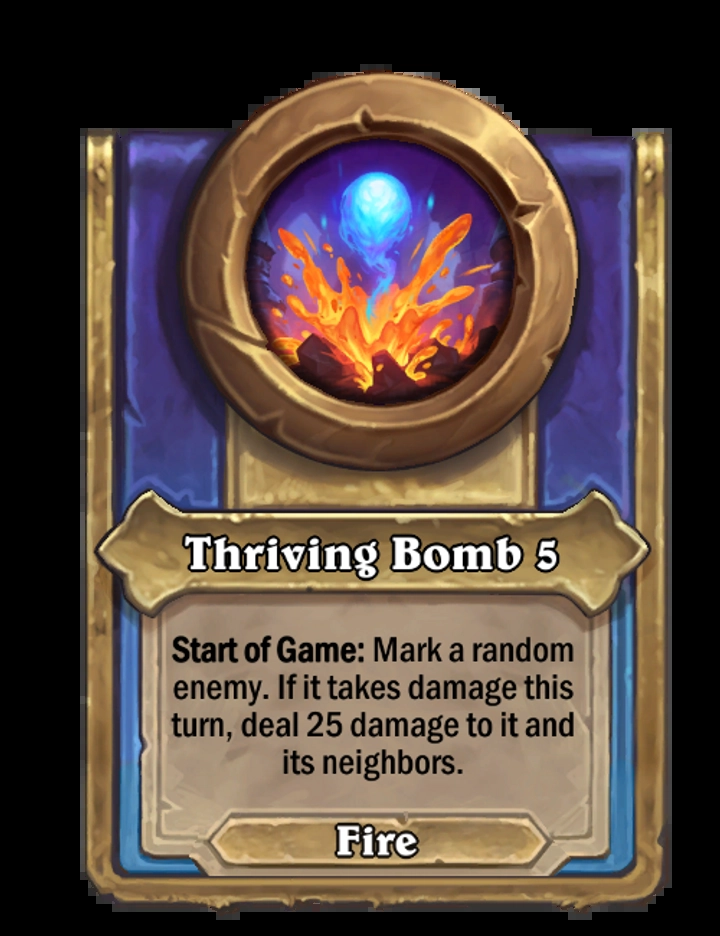 Thriving Bomb 5
Start of Game: Mark a random
enemy. If it takes damage this
turn, deal 25 damage to it and
its neighbors.
Fire